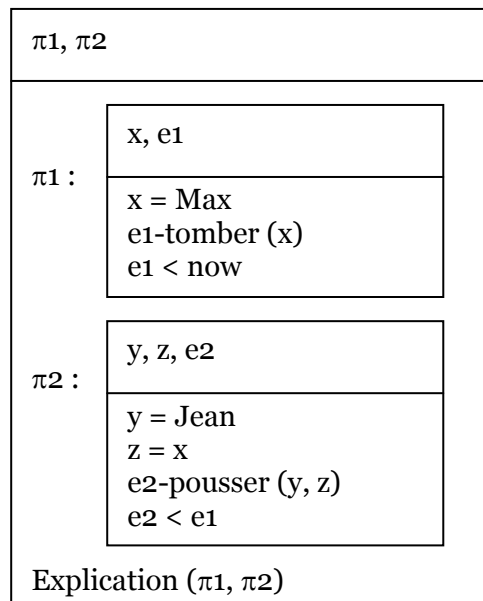 π1, π2
x, e1
π1 :
x = Max
e1-tomber (x)
e1 < now
y, z, e2
π2 :
y = Jean
z = x
e2-pousser (y, z)
e2 < e1
Explication (π1, π2)